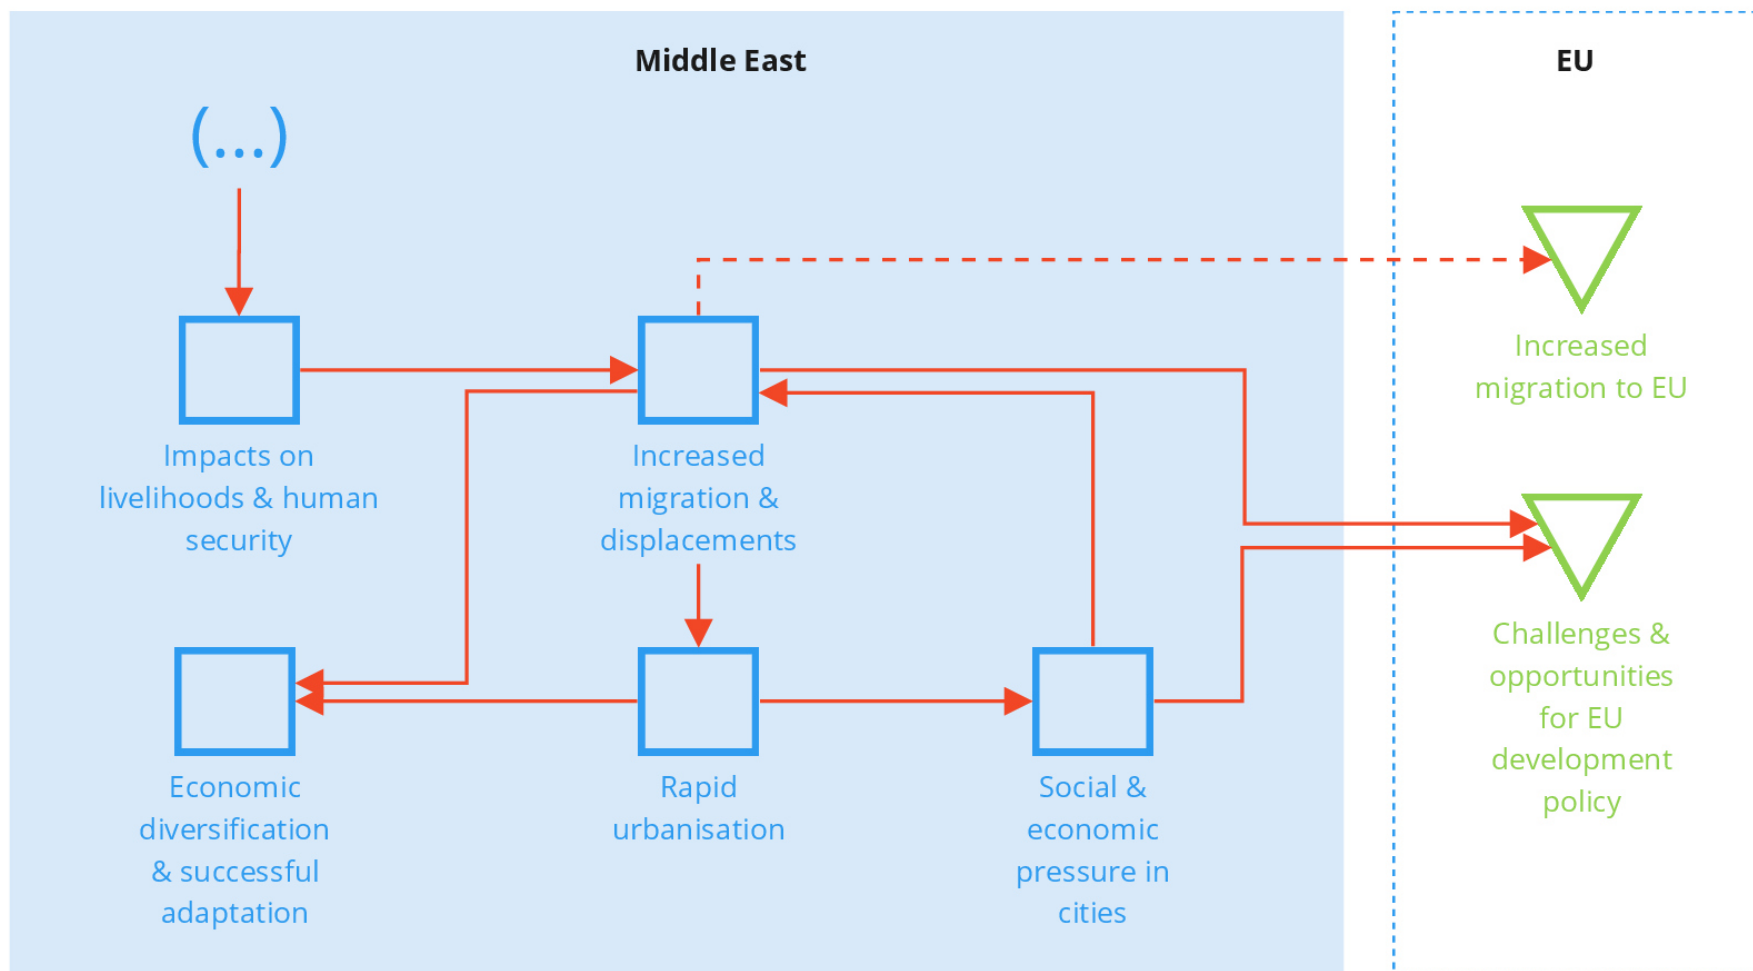 Middle East
EU
(...)
Increased
migration to EU
Impacts on
livelihoods & human
security
Increased
migration &
displacements
Challenges &
opportunities
for EU
development
policy
Economic
diversification
& successful
adaptation
Rapid
urbanisation
Social &
economic
pressure in
cities